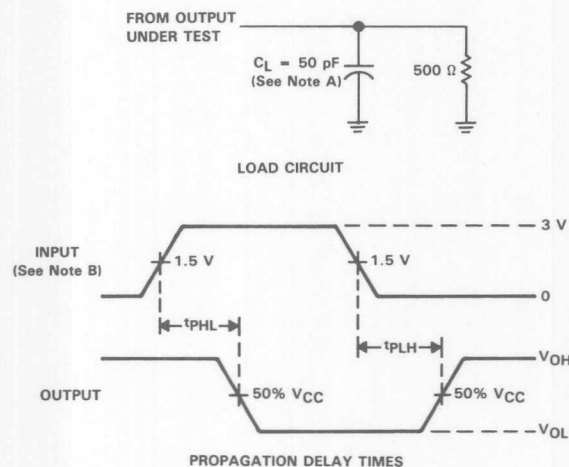 FROM OUTPUT
UNDER TEST
CL = 50 pF
(See Note A)
500 Ω
LOAD CIRCUIT
3 V
INPUT
(See Note B)
1.5 V
1.5 V
0
tPHL
tPLH
VOH
OUTPUT
50% VCC
50% VCC
VOL
PROPAGATION DELAY TIMES